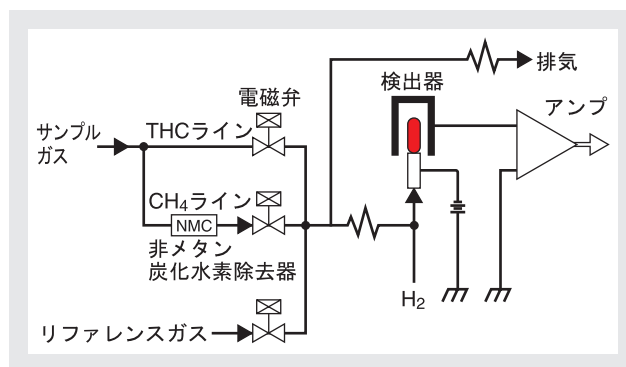 排気
検出器
アンプ
電磁弁
サンプル
ガス
THCライン
CH₄ライン
NMC
非メタン
炭化水素除去器
H₂
リファレンスガス